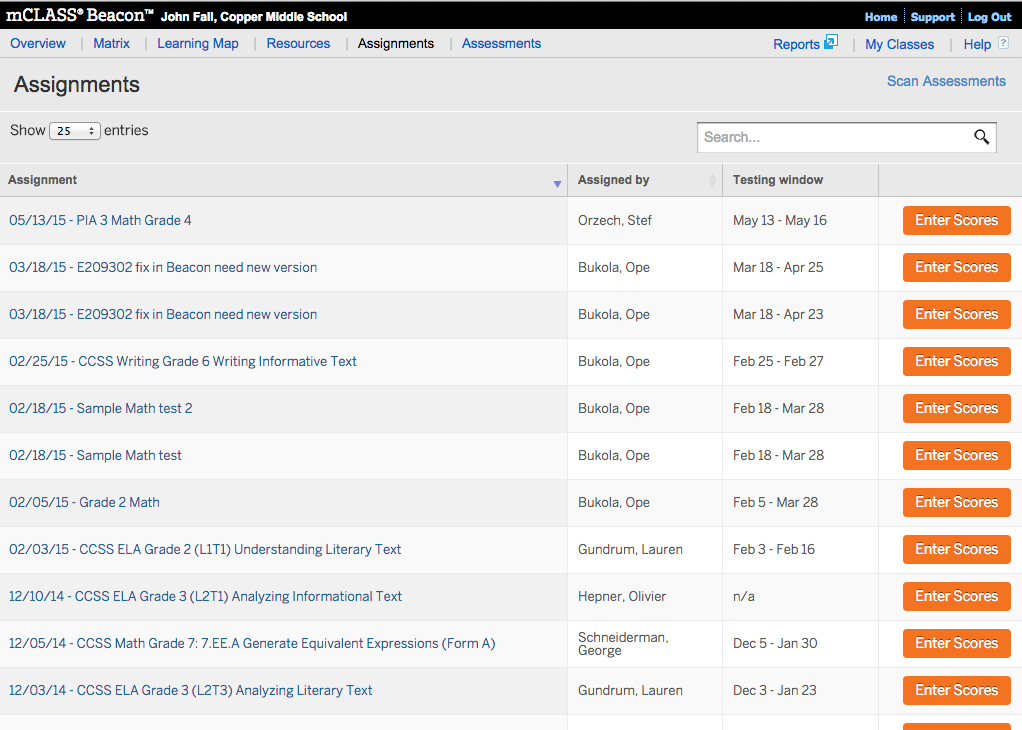 mCLASS® Beacon™ John Fall, Copper Middle School Home Support Log Out
Overview Matrix Learning Map Resources Assignments Assessments Reports My Classes Help ?
Assignments Scan Assessments
Show 25 entries Search...
Assignment Assigned by Testing window
05/13/15 - PIA 3 Math Grade 4 Orzech, Stef May 13 - May 16 Enter Scores
03/18/15 - E209302 fix in Beacon need new version Bukola, Ope Mar 18 - Apr 25 Enter Scores
03/18/15 - E209302 fix in Beacon need new version Bukola, Ope Mar 18 - Apr 23 Enter Scores
02/25/15 - CCSS Writing Grade 6 Writing Informative Text Bukola, Ope Feb 25 - Feb 27 Enter Scores
02/18/15 - Sample Math test 2 Bukola, Ope Feb 18 - Mar 28 Enter Scores
02/18/15 - Sample Math test Bukola, Ope Feb 18 - Mar 28 Enter Scores
02/05/15 - Grade 2 Math Bukola, Ope Feb 5 - Mar 28 Enter Scores
02/03/15 - CCSS ELA Grade 2 (L1T1) Understanding Literary Text Gundrum, Lauren Feb 3 - Feb 16 Enter Scores
12/10/14 - CCSS ELA Grade 3 (L2T1) Analyzing Informational Text Hepner, Olivier n/a Enter Scores
12/05/14 - CCSS Math Grade 7: 7.EE.A Generate Equivalent Expressions (Form A) Schneiderman, George Dec 5 - Jan 30 Enter Scores
12/03/14 - CCSS ELA Grade 3 (L2T3) Analyzing Literary Text Gundrum, Lauren Dec 3 - Jan 23 Enter Scores